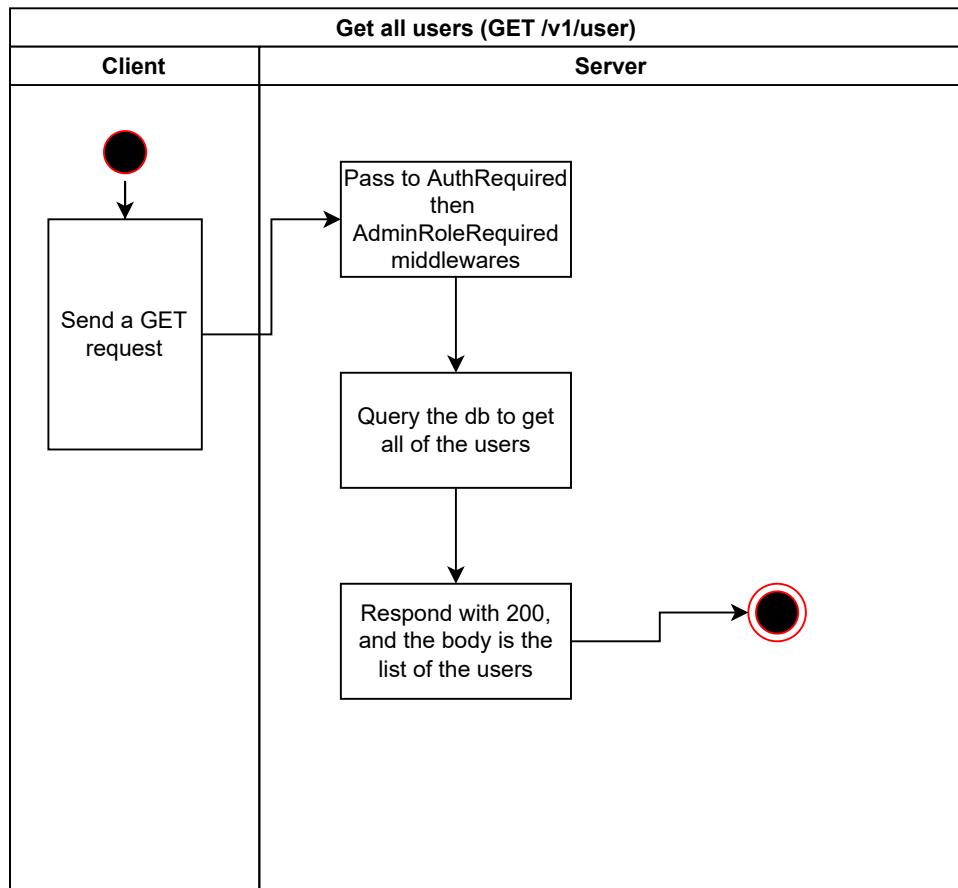 Get all users (GET /v1/user)
Client
Server
Send a GET
request
Pass to AuthRequired
then
AdminRoleRequired
middlewares
Query the db to get
all of the users
Respond with 200,
and the body is the
list of the users